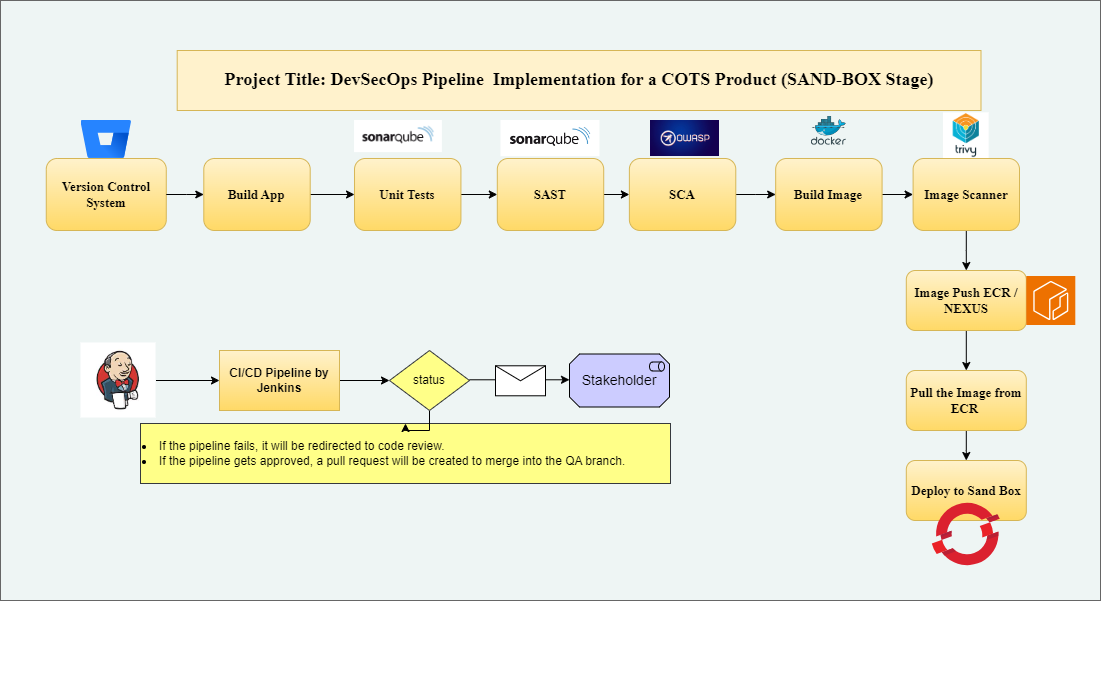 Project Title: DevSecOps Pipeline Implementation for a COTS Product (SAND-BOX Stage)
sonarqube
sonarqube
OWASP
docker
trivy
Version Control
System
Build App
Unit Tests
SAST
SCA
Build Image
Image Scanner
Image Push ECR /
NEXUS
CI/CD Pipeline by
Jenkins
status
Stakeholder
Pull the Image from
ECR
If the pipeline fails, it will be redirected to code review.
If the pipeline gets approved, a pull request will be created to merge into the QA branch.
Deploy to Sand Box